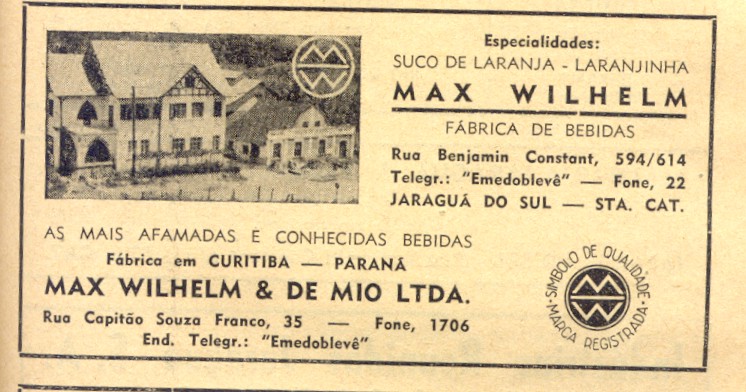 Especialidades:
SUCO DE LARANJA - LARANJINHA
MAX WILHELM
FÁBRICA DE BEBIDAS
Rua Benjamin Constant, 594/614
Telegr.: "Emedoblevê" — Fone, 22
JARAGUÁ DO SUL — STA. CAT.
AS MAIS AFAMADAS E CONHECIDAS BEBIDAS
Fábrica em CURITIBA — PARANÁ
MAX WILHELM & DE MIO LTDA.
Rua Capitão Souza Franco, 35 — Fone, 1706
End. Telegr.: "Emedoblevê"
SIMBOLO DE QUALIDADE
MARCA REGISTRADA
MW